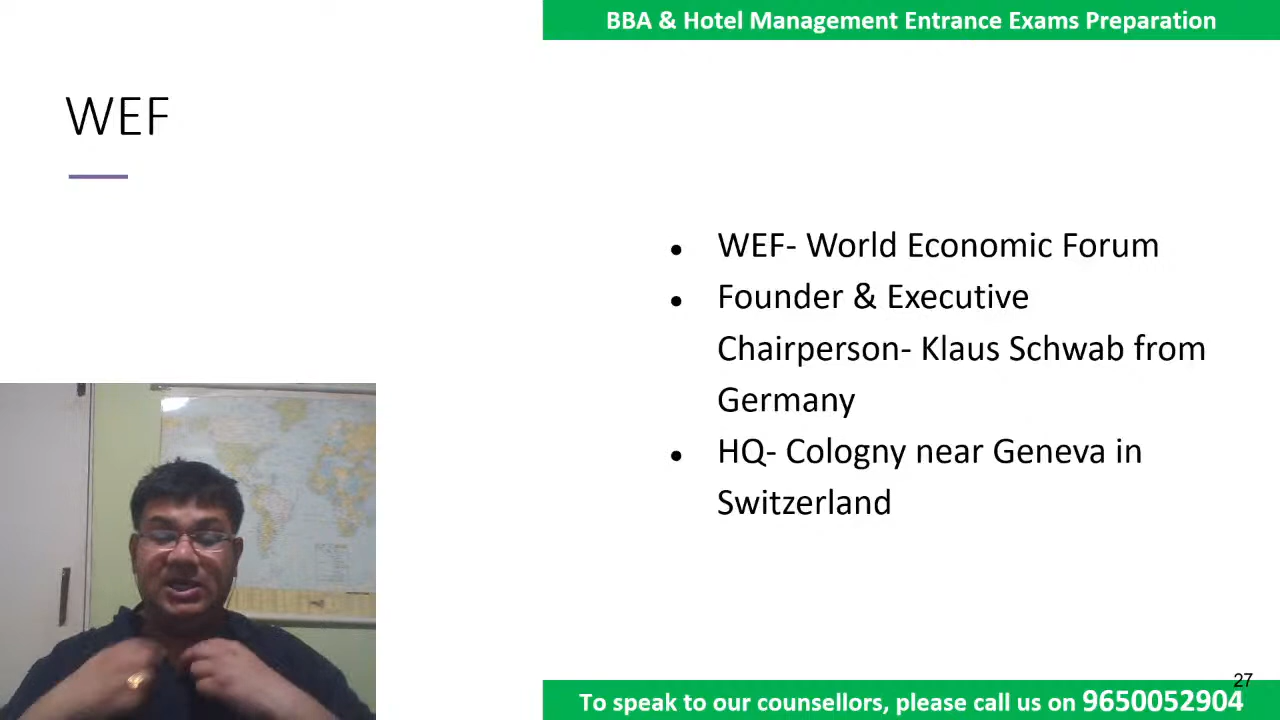 BBA & Hotel Management Entrance Exams Preparation
WEF
● WEF- World Economic Forum
● Founder & Executive
Chairperson- Klaus Schwab from
Germany
● HQ- Cologny near Geneva in
Switzerland
27
To speak to our counsellors, please call us on 9650052904